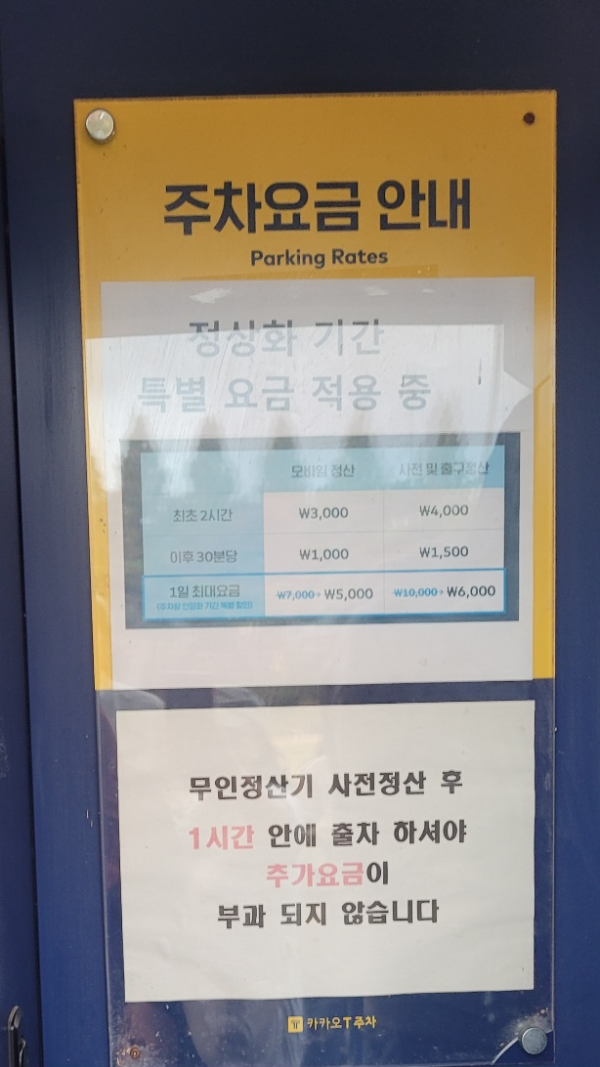 주차요금 안내
Parking Rates
정상화 기간
특별 요금 적용 중
모바일 정산 사전 및 출구정산
최초 2시간 ₩3,000 ₩4,000
이후 30분당 ₩1,000 ₩1,500
1일 최대요금 ₩7,000→₩5,000 ₩10,000→₩6,000
무인정산기 사전정산 후
1시간 안에 출차 하셔야
추가요금이
부과 되지 않습니다
카카오 T 주차